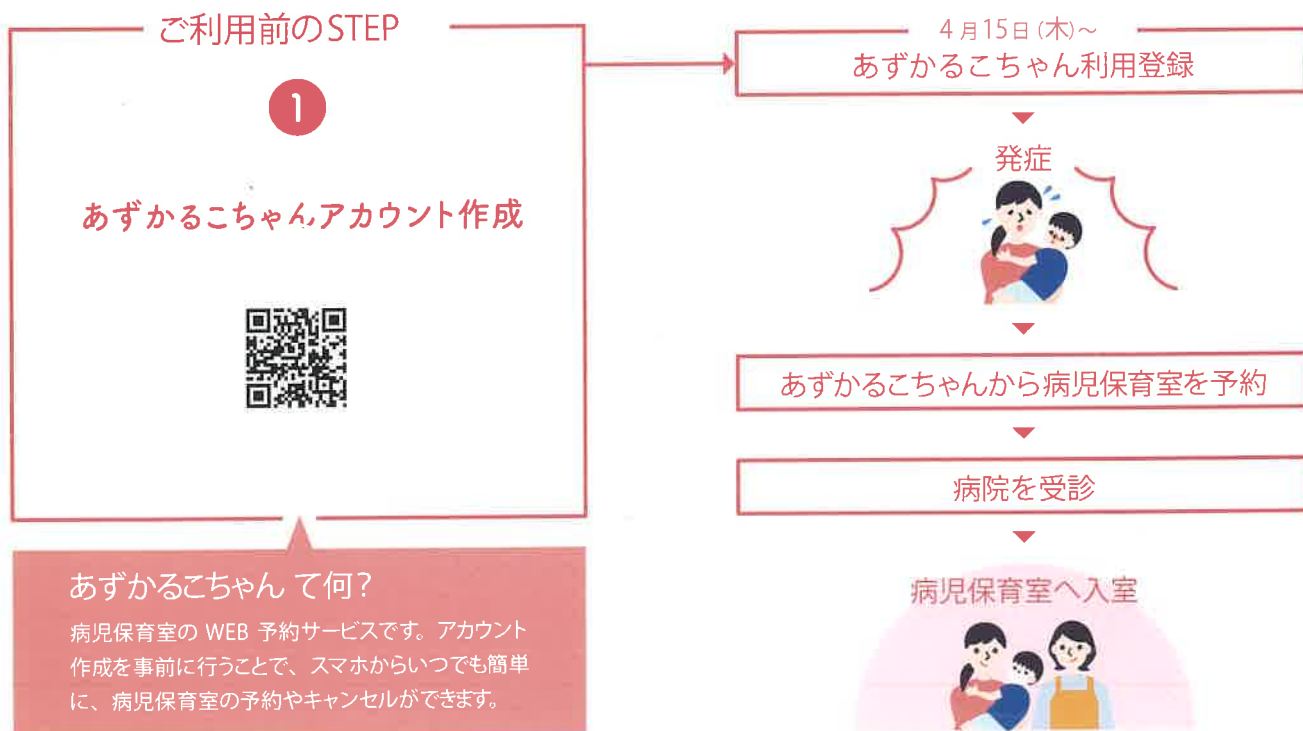 ご利用前のSTEP
1
あずかるこちゃんアカウント作成
あずかるこちゃん て何?
病児保育室の WEB 予約サービスです。アカウント
作成を事前に行うことで、スマホからいつでも簡単
に、病児保育室の予約やキャンセルができます。
4月15日(木)~
あずかるこちゃん利用登録
発症
あずかるこちゃんから病児保育室を予約
病院を受診
病児保育室へ入室